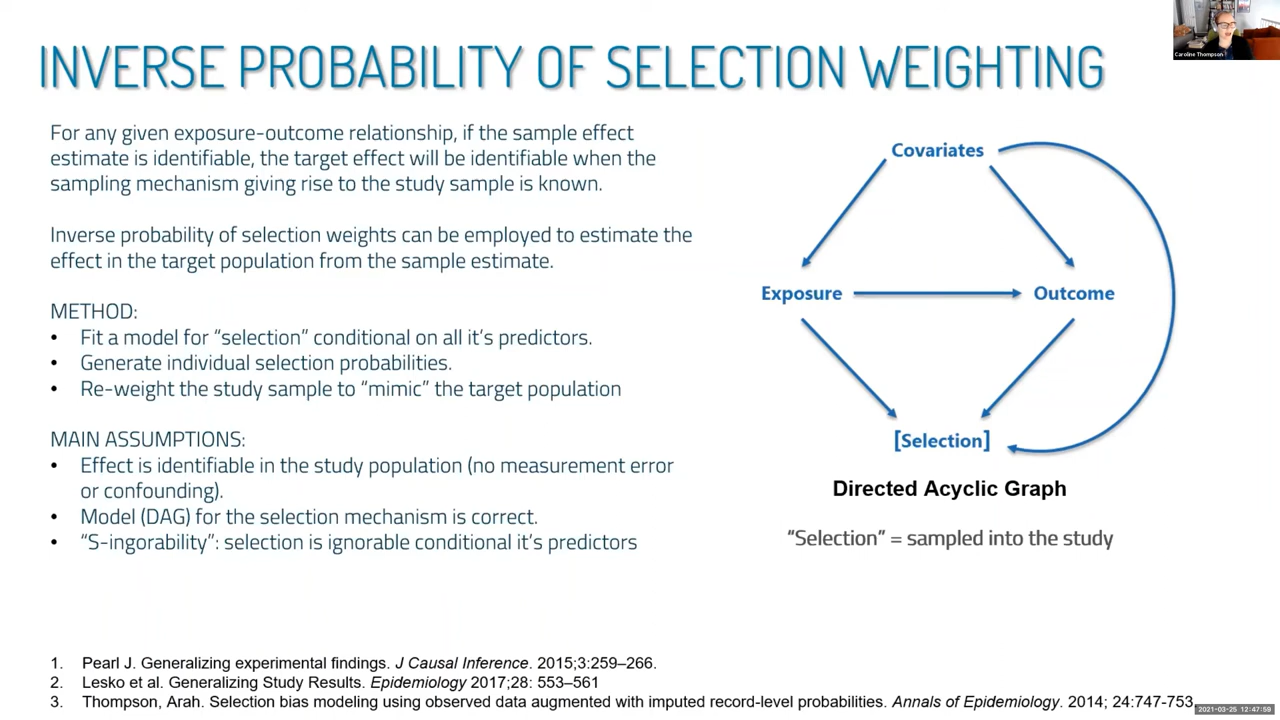 INVERSE PROBABILITY OF SELECTION WEIGHTING
Caroline Thompson
For any given exposure-outcome relationship, if the sample effect
estimate is identifiable, the target effect will be identifiable when the
sampling mechanism giving rise to the study sample is known.
Inverse probability of selection weights can be employed to estimate the
effect in the target population from the sample estimate.
METHOD:
• Fit a model for “selection” conditional on all it’s predictors.
• Generate individual selection probabilities.
• Re-weight the study sample to “mimic” the target population
MAIN ASSUMPTIONS:
• Effect is identifiable in the study population (no measurement error
or confounding).
• Model (DAG) for the selection mechanism is correct.
• “S-ingorability”: selection is ignorable conditional it’s predictors
Covariates
Exposure
Outcome
[Selection]
Directed Acyclic Graph
“Selection” = sampled into the study
1. Pearl J. Generalizing experimental findings. J Causal Inference. 2015;3:259–266.
2. Lesko et al. Generalizing Study Results. Epidemiology 2017;28: 553–561
3. Thompson, Arah. Selection bias modeling using observed data augmented with imputed record-level probabilities. Annals of Epidemiology. 2014; 24:747-753.
2021-03-25 12:47:59